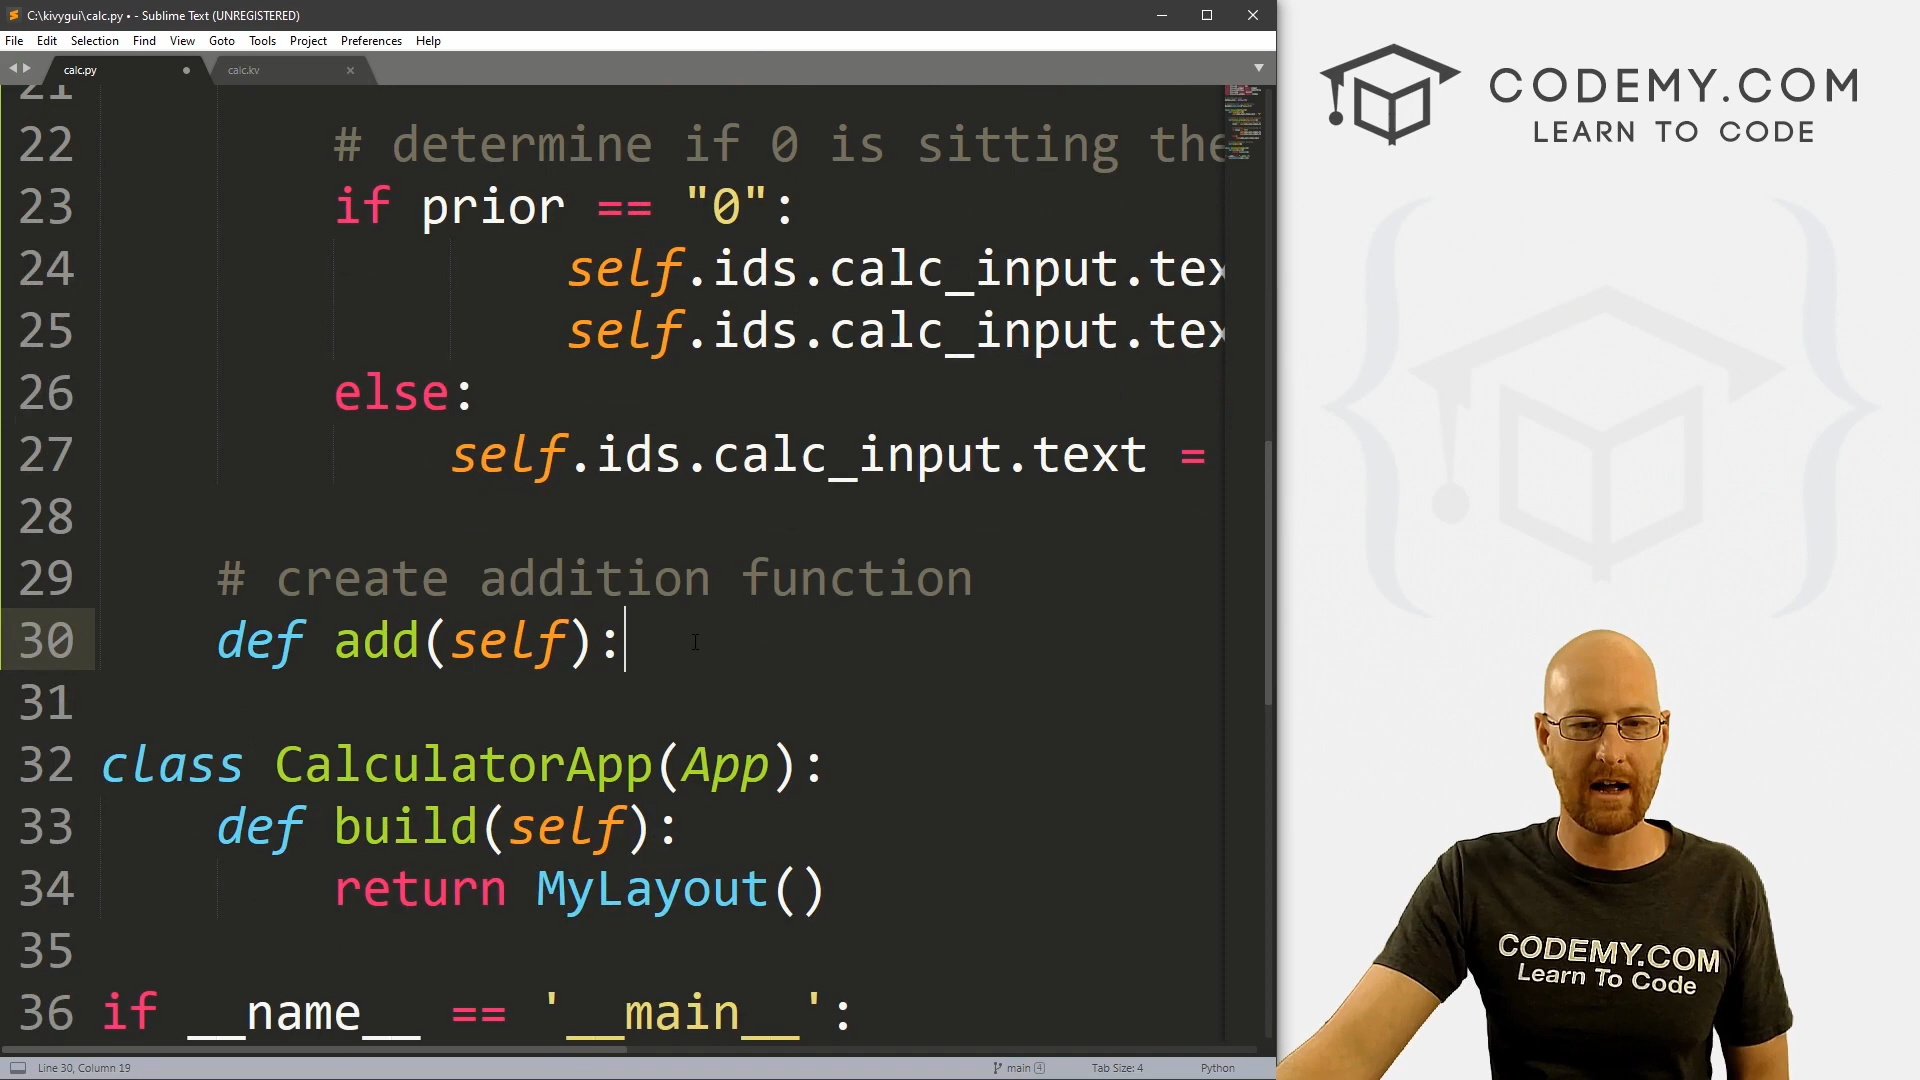 C:\kivygui\calc.py • - Sublime Text (UNREGISTERED)
File Edit Selection Find View Goto Tools Project Preferences Help
calc.py
calc.kv
21
22 # determine if 0 is sitting the
23 if prior == "0":
24 self.ids.calc_input.tex
25 self.ids.calc_input.tex
26 else:
27 self.ids.calc_input.text =
28
29 # create addition function
30 def add(self):
31
32 class CalculatorApp(App):
33 def build(self):
34 return MyLayout()
35
36 if __name__ == '__main__':
Line 30, Column 19
main 4
Tab Size: 4
Python
CODEMY.COM
LEARN TO CODE
CODEMY.COM
Learn To Code